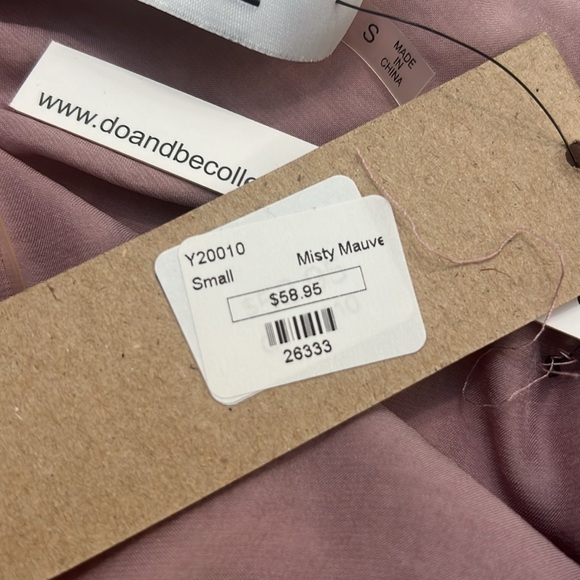 S
MADE
IN
CHINA
www.doandbecolle
Y20010
Misty Mauve
Small
$58.95
26333